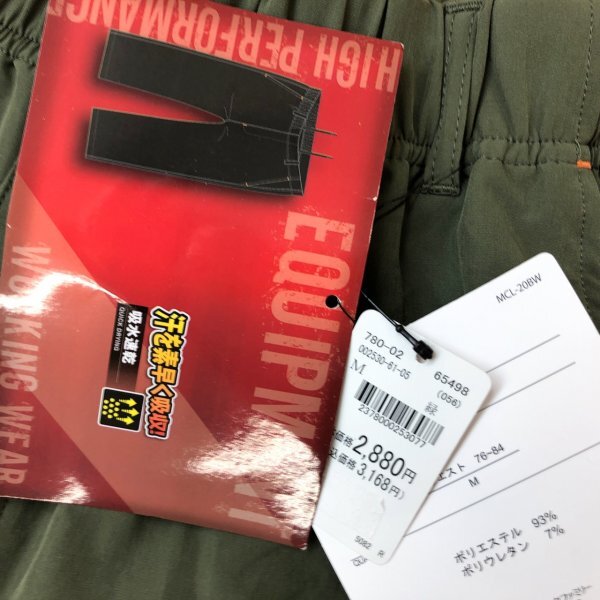 HIGH PERFORMANCE
EQUIPMENT
WORKING WEAR
汗を素早く吸収!
吸水速乾
QUICK DRYING
780-02
65498
002530-61-05
(056)
M
緑
2378000253077
価格 2,880円
込価格 3,168円)
5082 R
MCL-20BW
エスト 76-84
M
ポリエステル 93%
ポリウレタン 7%